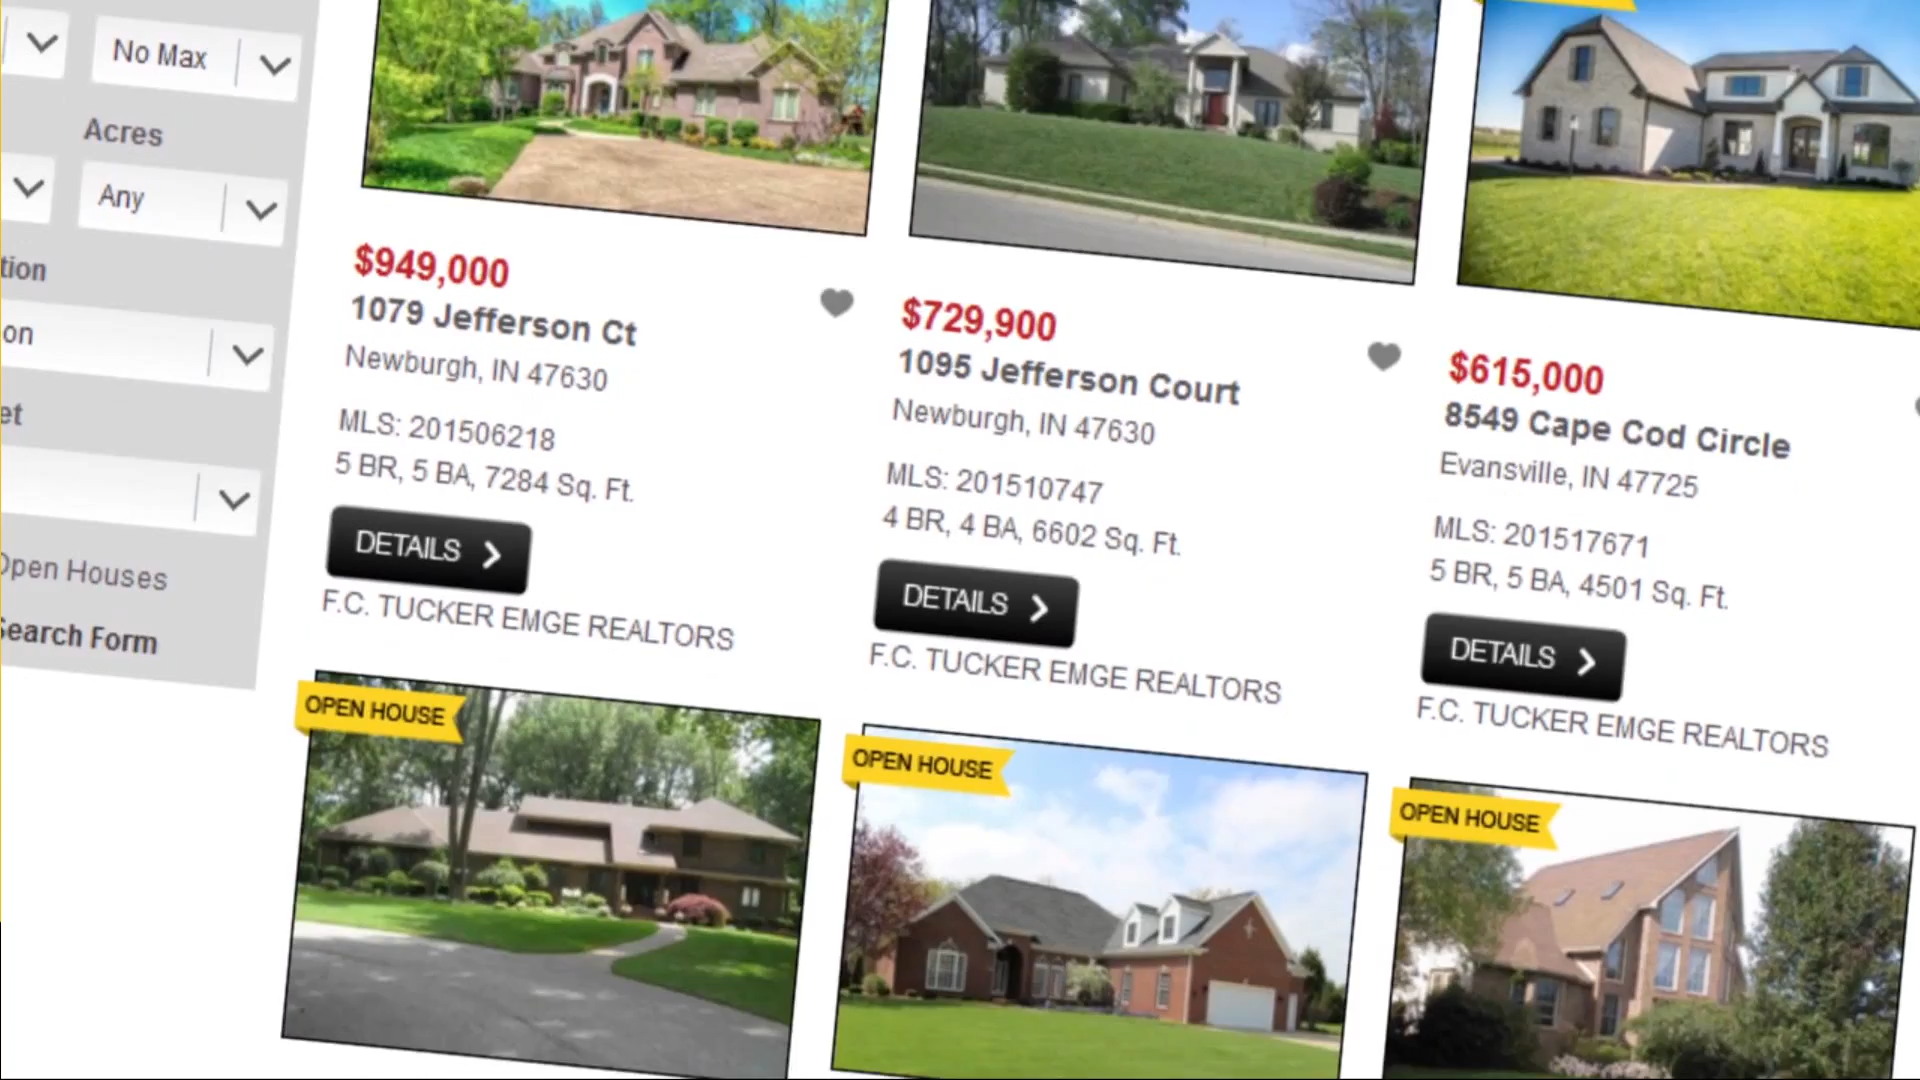 No Max
Acres
Any
tion
on
et
Open Houses
Search Form
$949,000
1079 Jefferson Ct
Newburgh, IN 47630
MLS: 201506218
5 BR, 5 BA, 7284 Sq. Ft.
DETAILS
F.C. TUCKER EMGE REALTORS
$729,900
1095 Jefferson Court
Newburgh, IN 47630
MLS: 201510747
4 BR, 4 BA, 6602 Sq. Ft.
DETAILS
F.C. TUCKER EMGE REALTORS
$615,000
8549 Cape Cod Circle
Evansville, IN 47725
MLS: 201517671
5 BR, 5 BA, 4501 Sq. Ft.
DETAILS
F.C. TUCKER EMGE REALTORS
OPEN HOUSE
OPEN HOUSE
OPEN HOUSE